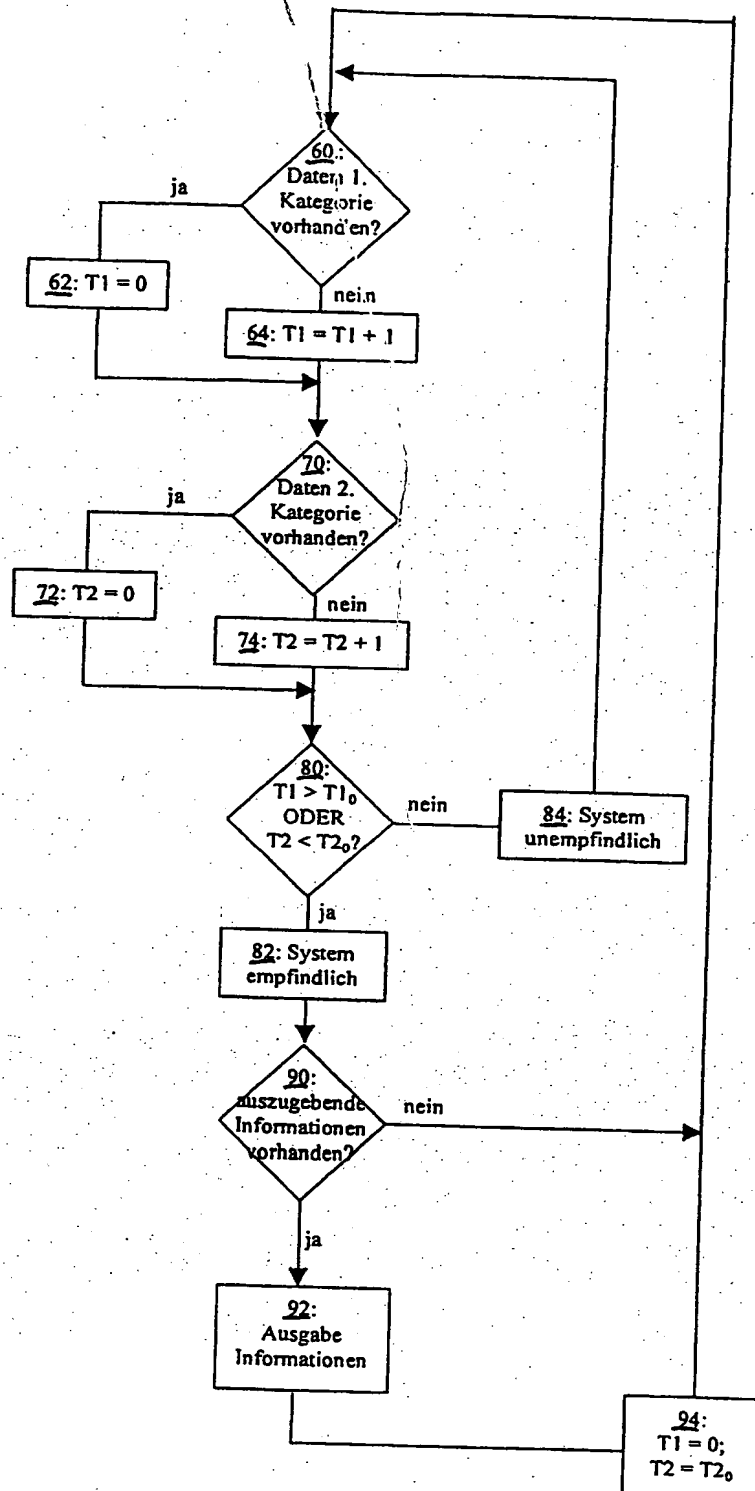 60:
Daten 1.
Kategorie
vorhanden?
ja
62: T1 = 0
nein
64: T1 = T1 + 1
70:
Daten 2.
Kategorie
vorhanden?
ja
72: T2 = 0
nein
74: T2 = T2 + 1
80:
T1 > T1₀
ODER
T2 < T2₀?
nein
84: System
unempfindlich
ja
82: System
empfindlich
90:
auszugebende
Informationen
vorhanden?
nein
ja
92:
Ausgabe
Informationen
94:
T1 = 0;
T2 = T2₀